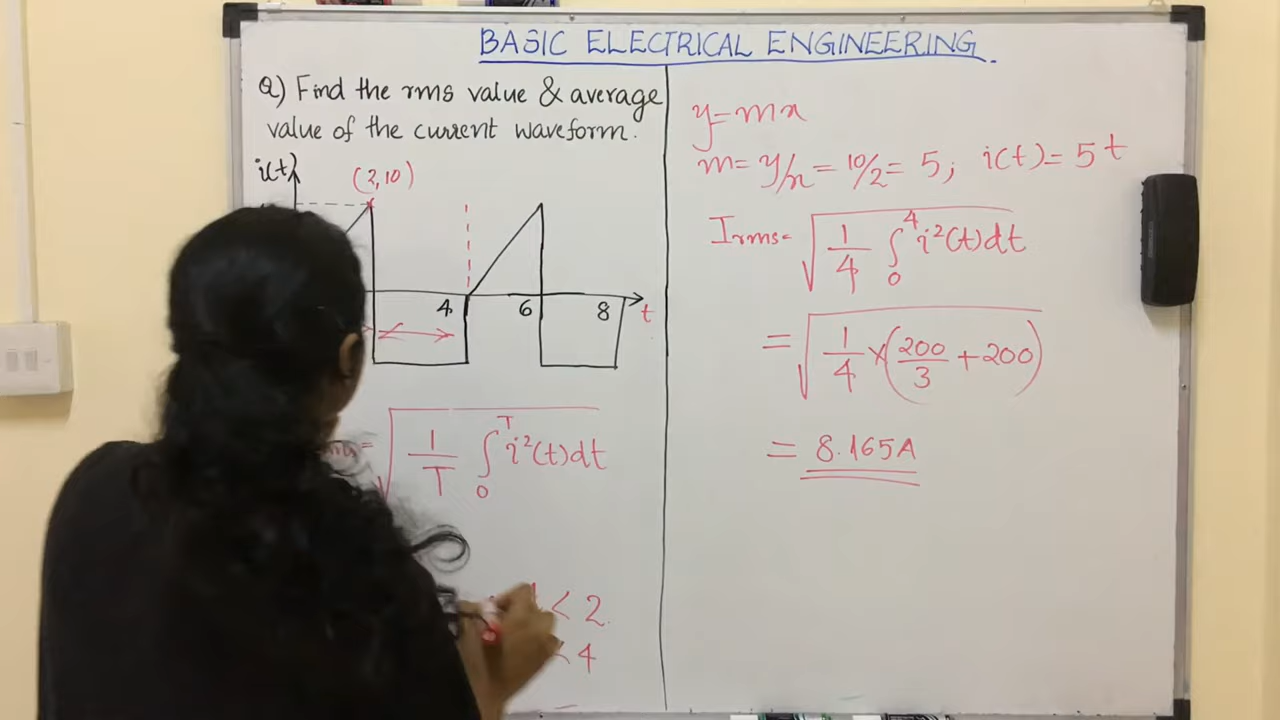 BASIC ELECTRICAL ENGINEERING.
Q) Find the rms value & average
value of the current waveform.
i(t)
(2,10)
4 6 8 t
= √(1/T ∫₀ᵀ i²(t)dt)
< 2
< 4
y=mx
m= y/x = 10/2 = 5; i(t)= 5t
Irms= √(1/4 ∫₀⁴ i²(t)dt)
= √(1/4 × (200/3 + 200))
= 8.165A